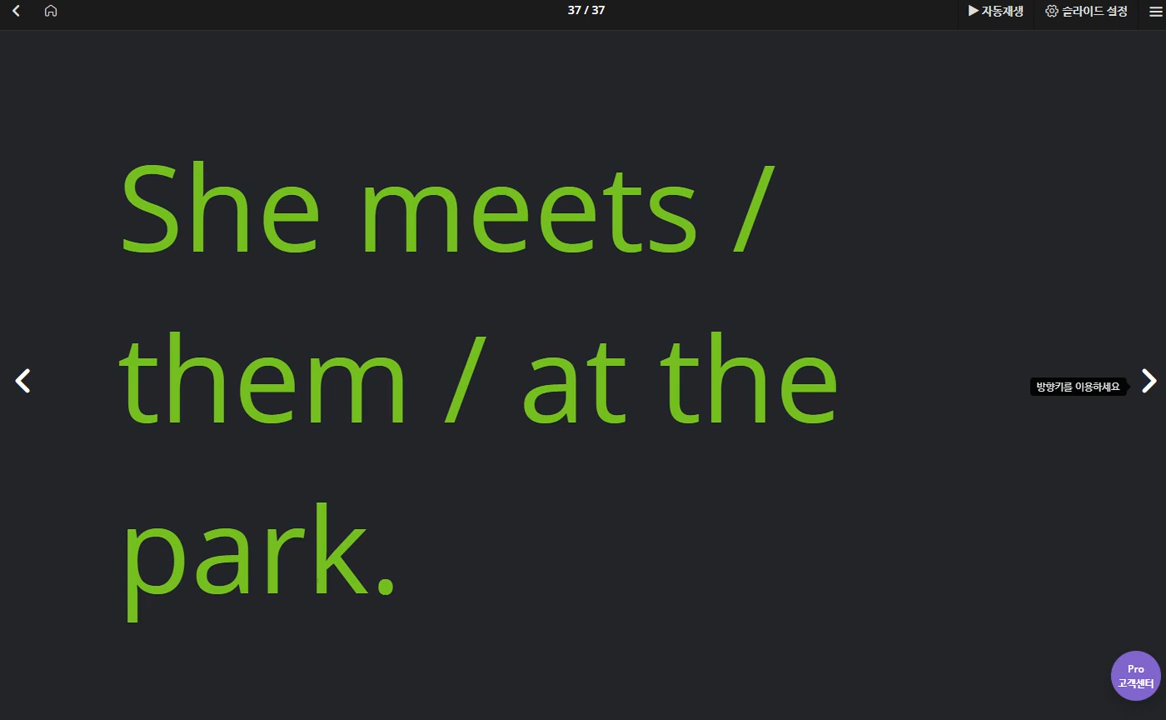 37 / 37
▶ 자동재생
슬라이드 설정
She meets /
them / at the
방향키를 이용하세요
park.
Pro
고객센터